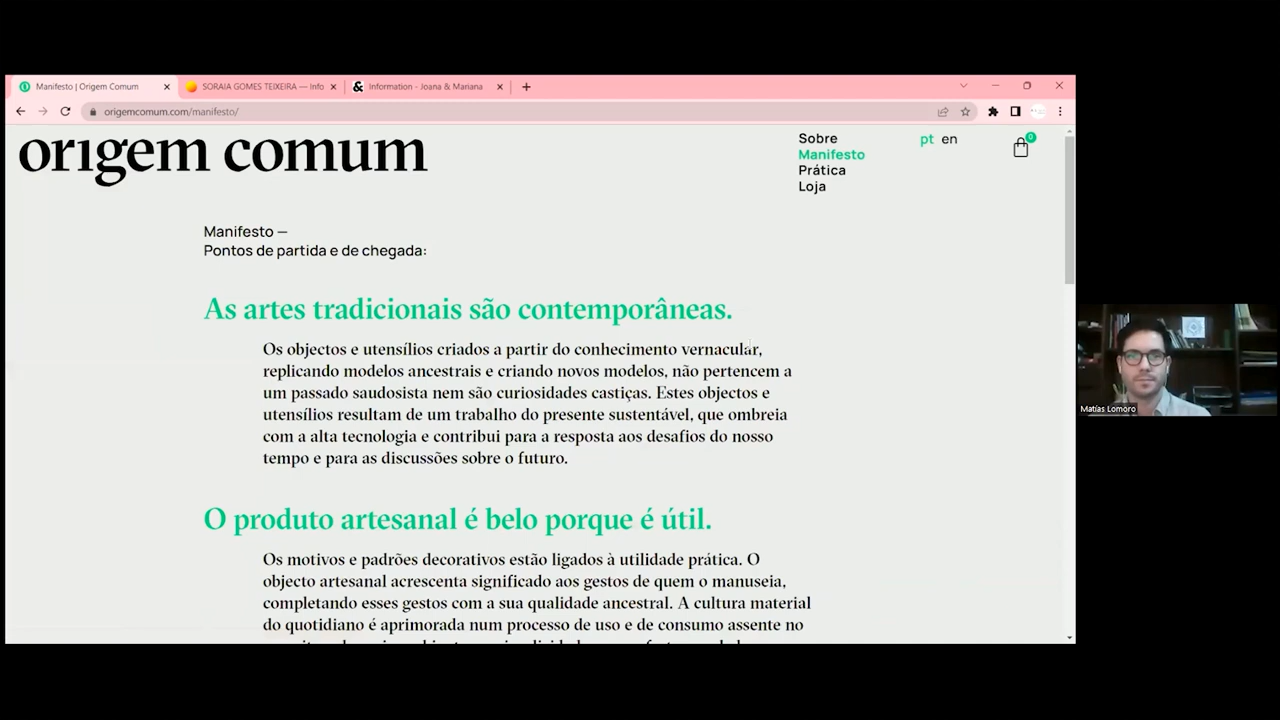 Manifesto | Origem Comum
SORAIA GOMES TEIXEIRA — Info
Information - Joana & Mariana
origemcomum.com/manifesto/
origem comum
Sobre
Manifesto
Prática
Loja
pt en
0
Manifesto —
Pontos de partida e de chegada:
As artes tradicionais são contemporâneas.
Os objectos e utensílios criados a partir do conhecimento vernacular,
replicando modelos ancestrais e criando novos modelos, não pertencem a
um passado saudosista nem são curiosidades castiças. Estes objectos e
utensílios resultam de um trabalho do presente sustentável, que ombreia
com a alta tecnologia e contribui para a resposta aos desafios do nosso
tempo e para as discussões sobre o futuro.
O produto artesanal é belo porque é útil.
Os motivos e padrões decorativos estão ligados à utilidade prática. O
objecto artesanal acrescenta significado aos gestos de quem o manuseia,
completando esses gestos com a sua qualidade ancestral. A cultura material
do quotidiano é aprimorada num processo de uso e de consumo assente no
Matías Lomoro